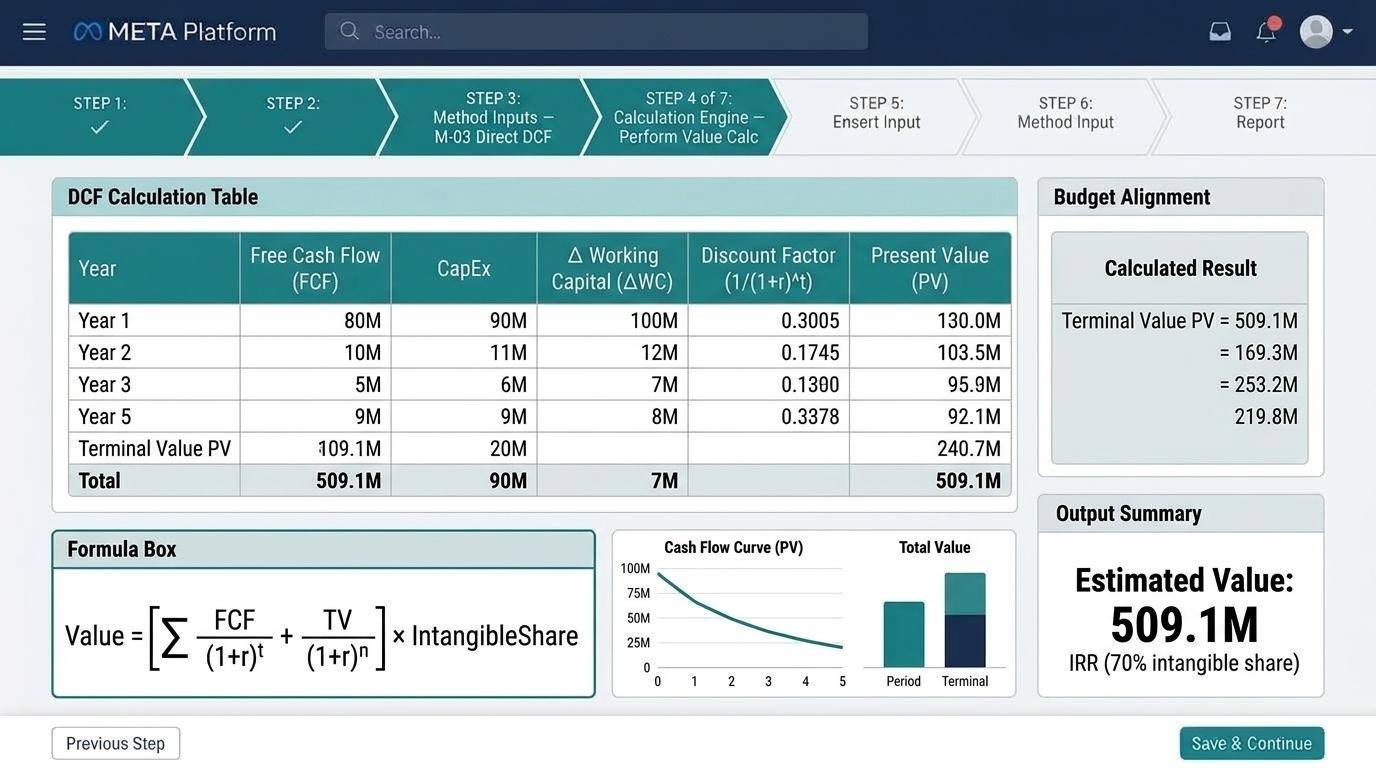 META Platform
Search...
STEP 1:
STEP 2:
STEP 3:
Method Inputs –
M-03 Direct DCF
STEP 4 of 7:
Calculation Engine –
Perform Value Calc
STEP 5:
Ensert Input
STEP 6:
Method Input
STEP 7:
Report
DCF Calculation Table
Year
Free Cash Flow
(FCF)
CapEx
Δ Working
Capital (ΔWC)
Discount Factor
(1/(1+r)^t)
Present Value
(PV)
Year 1 80M 90M 100M 0.3005 130.0M
Year 2 10M 11M 12M 0.1745 103.5M
Year 3 5M 6M 7M 0.1300 95.9M
Year 5 9M 9M 8M 0.3378 92.1M
Terminal Value PV 109.1M 20M 240.7M
Total 509.1M 90M 7M 509.1M
Budget Alignment
Calculated Result
Terminal Value PV = 509.1M
= 169.3M
= 253.2M
219.8M
Formula Box
Value = [∑ FCF/(1+r)^t + TV/(1+r)^n] × IntangibleShare
Cash Flow Curve (PV)
100M
75M
50M
25M
0
0 1 2 3 4 5
Total Value
Period Terminal
Output Summary
Estimated Value:
509.1M
IRR (70% intangible share)
Previous Step
Save & Continue